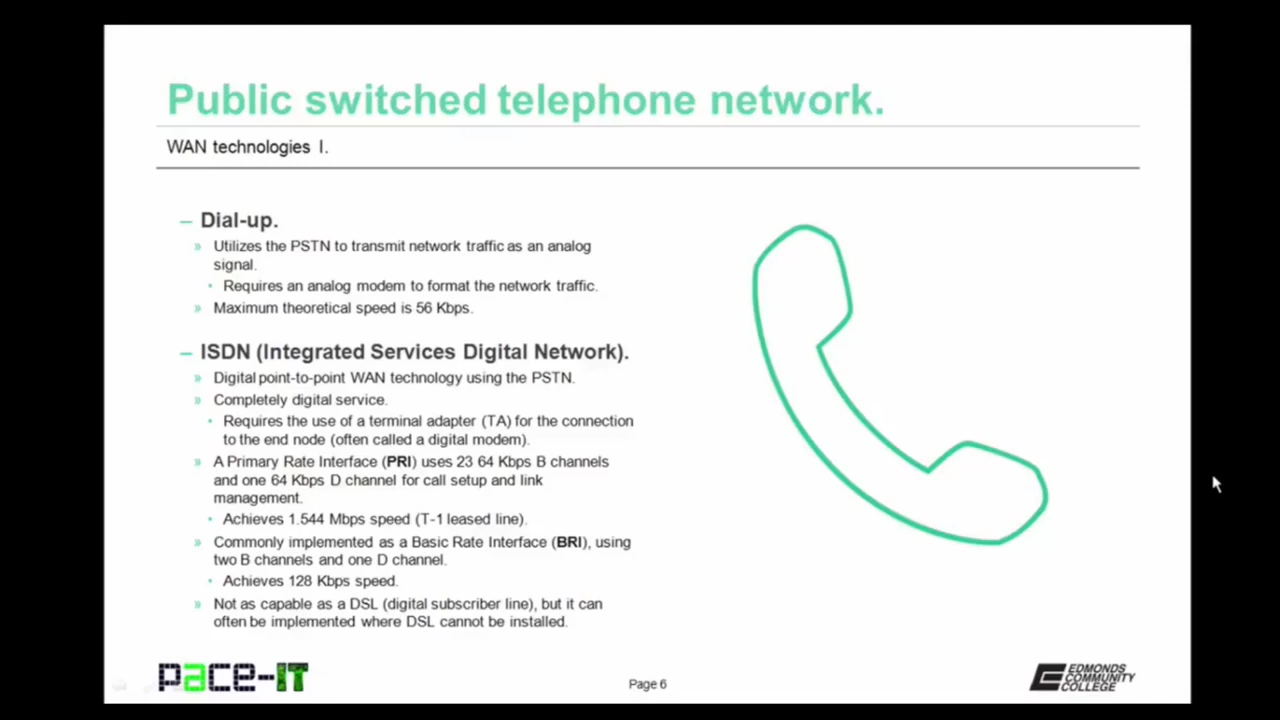 Public switched telephone network.
WAN technologies I.
– Dial-up.
» Utilizes the PSTN to transmit network traffic as an analog
signal.
• Requires an analog modem to format the network traffic.
» Maximum theoretical speed is 56 Kbps.
– ISDN (Integrated Services Digital Network).
» Digital point-to-point WAN technology using the PSTN.
» Completely digital service.
• Requires the use of a terminal adapter (TA) for the connection
to the end node (often called a digital modem).
» A Primary Rate Interface (PRI) uses 23 64 Kbps B channels
and one 64 Kbps D channel for call setup and link
management.
• Achieves 1.544 Mbps speed (T-1 leased line).
» Commonly implemented as a Basic Rate Interface (BRI), using
two B channels and one D channel.
• Achieves 128 Kbps speed.
» Not as capable as a DSL (digital subscriber line), but it can
often be implemented where DSL cannot be installed.
pace-IT
Page 6
EDMONDS
COMMUNITY
COLLEGE